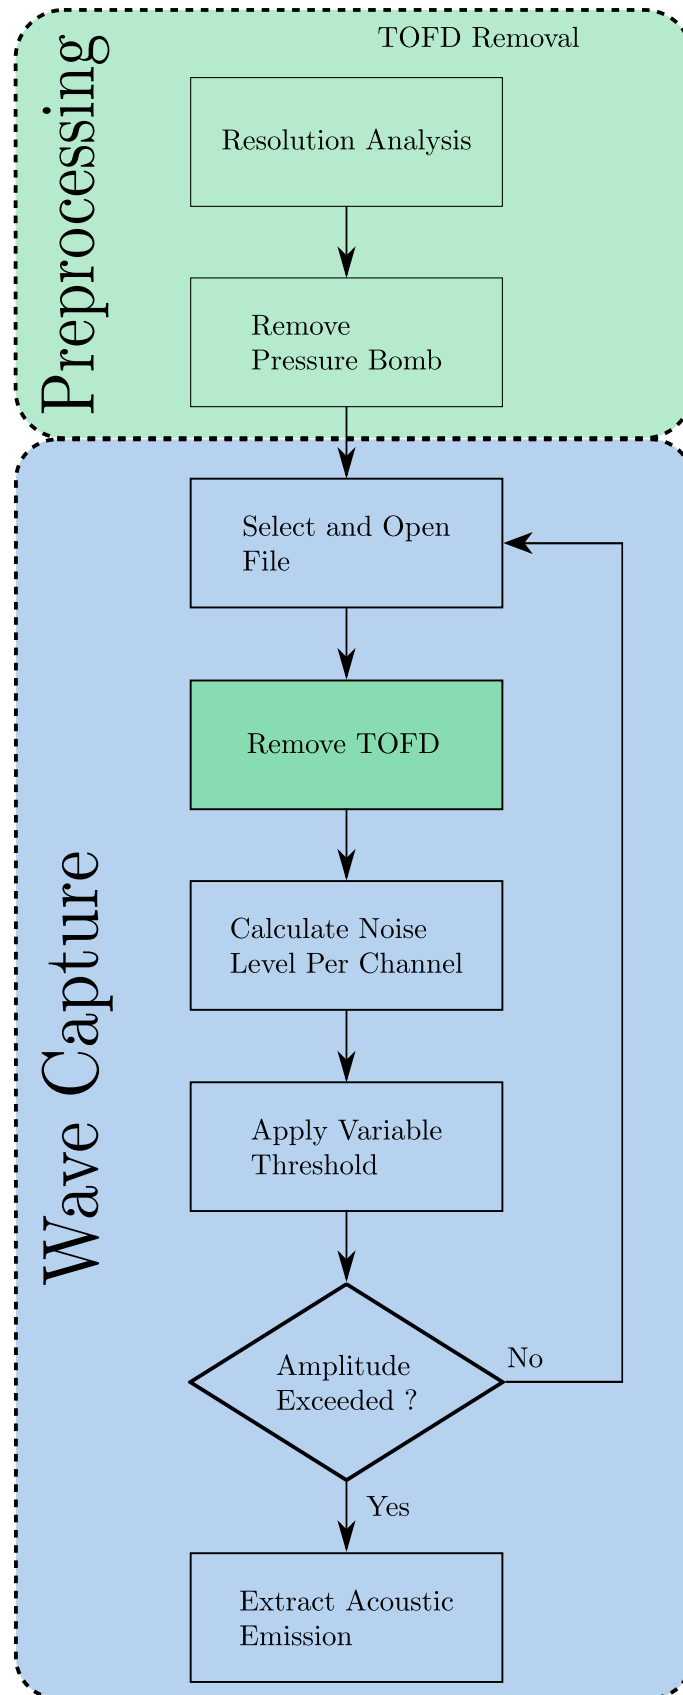 TOFD Removal
Preprocessing
Resolution Analysis
Remove
Pressure Bomb
Select and Open
File
Remove TOFD
Wave Capture
Calculate Noise
Level Per Channel
Apply Variable
Threshold
Amplitude
Exceeded ?
No
Yes
Extract Acoustic
Emission